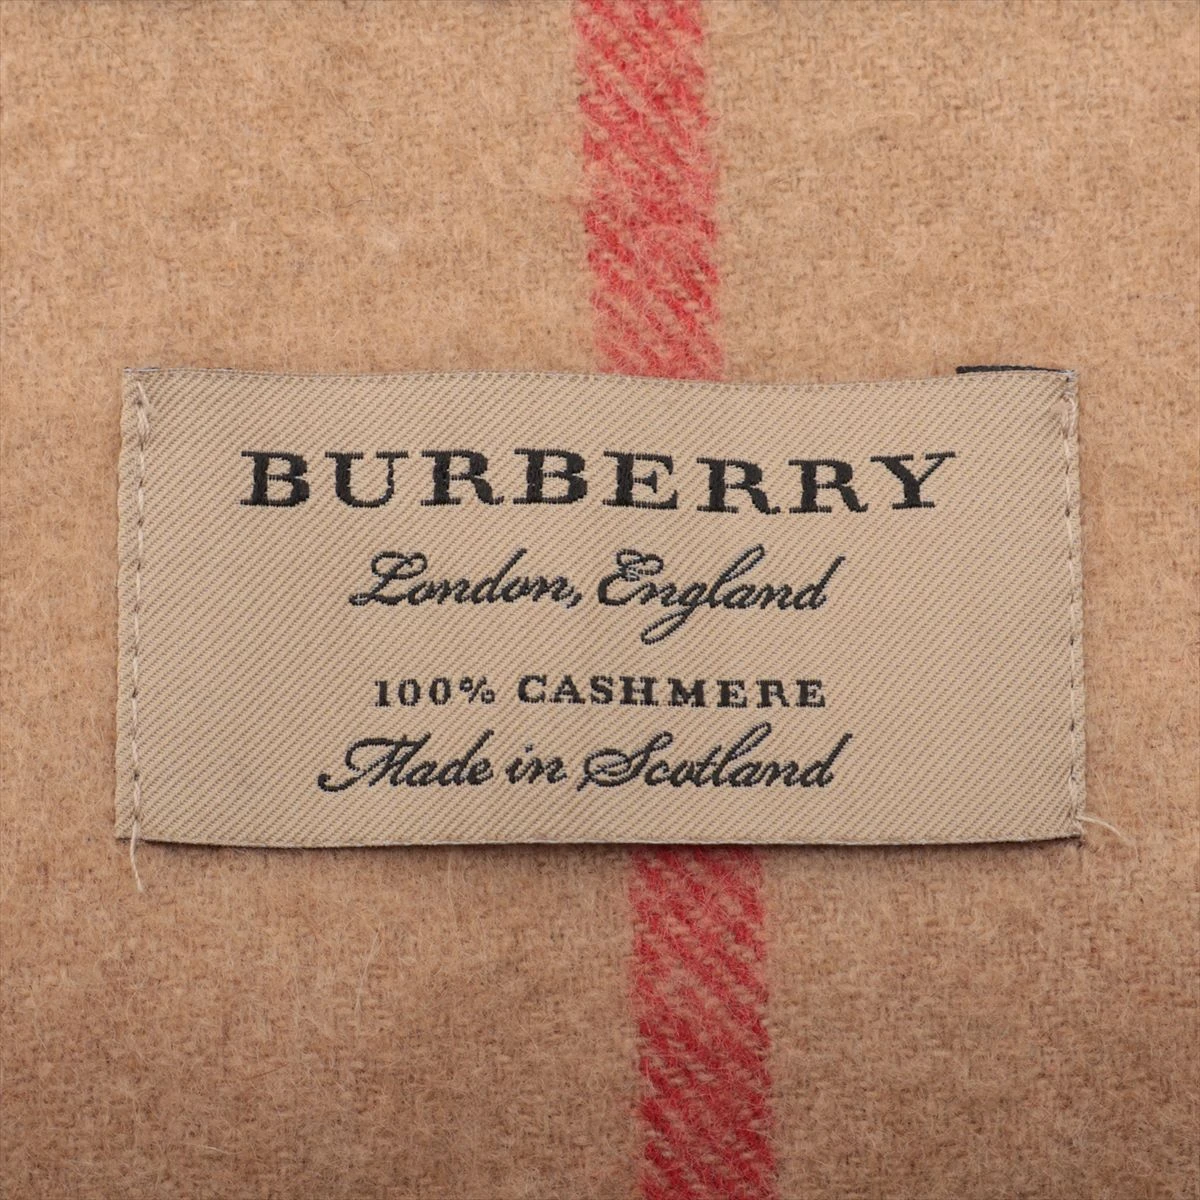 BURBERRY
London, England
100% CASHMERE
Made in Scotland